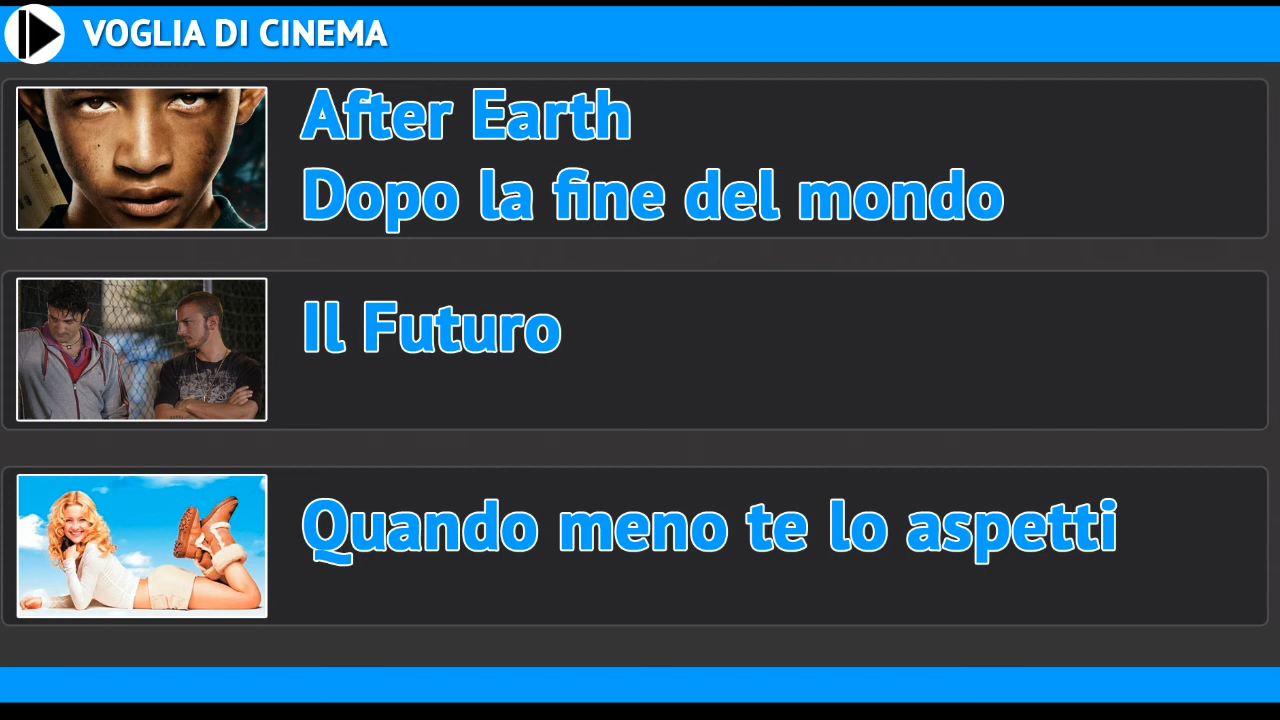 VOGLIA DI CINEMA
After Earth
Dopo la fine del mondo
Il Futuro
Quando meno te lo aspetti